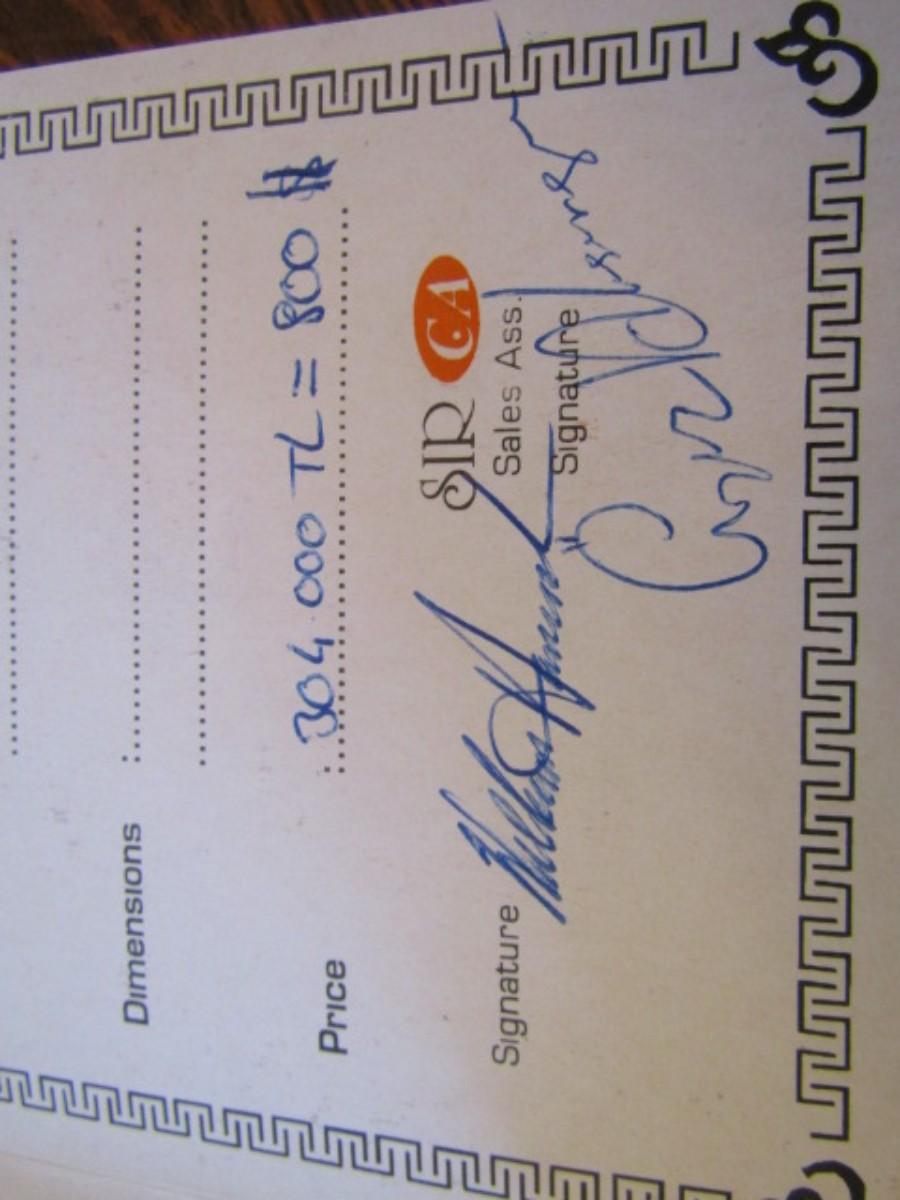 Dimensions : ........................................
........................................
Price : 304.000 TL = 800
SIR CA
Signature Sales Ass.
Signature